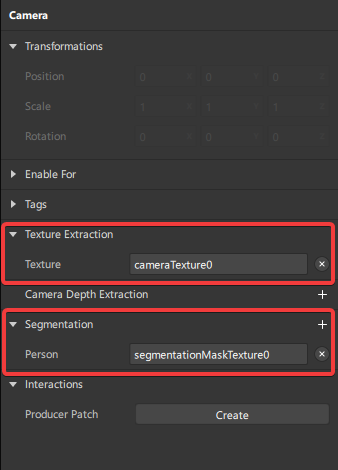 Camera
Transformations
Position 0 0 0
Scale 1 1 1
Rotation 0 0 0
Enable For
Tags
Texture Extraction
Texture cameraTexture0
Camera Depth Extraction +
Segmentation +
Person segmentationMaskTexture0
Interactions
Producer Patch Create